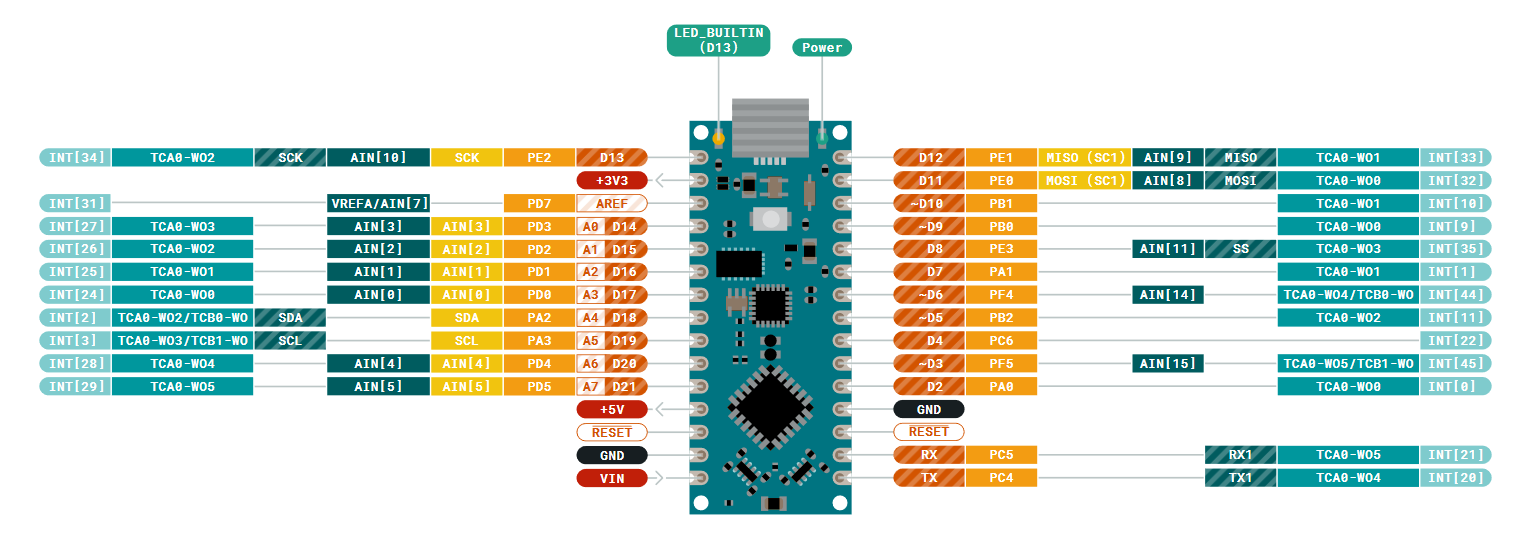 LED_BUILTIN
(D13)
Power
INT[34] TCA0-WO2 SCK AIN[10] SCK PE2 D13
+3V3
INT[31] VREFA/AIN[7] PD7 AREF
INT[27] TCA0-WO3 AIN[3] AIN[3] PD3 A0 D14
INT[26] TCA0-WO2 AIN[2] AIN[2] PD2 A1 D15
INT[25] TCA0-WO1 AIN[1] AIN[1] PD1 A2 D16
INT[24] TCA0-WO0 AIN[0] AIN[0] PD0 A3 D17
INT[2] TCA0-WO2/TCB0-WO SDA SDA PA2 A4 D18
INT[3] TCA0-WO3/TCB1-WO SCL SCL PA3 A5 D19
INT[28] TCA0-WO4 AIN[4] AIN[4] PD4 A6 D20
INT[29] TCA0-WO5 AIN[5] AIN[5] PD5 A7 D21
+5V
RESET
GND
VIN
D12 PE1 MISO (SC1) AIN[9] MISO TCA0-WO1 INT[33]
D11 PE0 MOSI (SC1) AIN[8] MOSI TCA0-WO0 INT[32]
~D10 PB1 TCA0-WO1 INT[10]
~D9 PB0 TCA0-WO0 INT[9]
D8 PE3 AIN[11] SS TCA0-WO3 INT[35]
D7 PA1 TCA0-WO1 INT[1]
~D6 PF4 AIN[14] TCA0-WO4/TCB0-WO INT[44]
~D5 PB2 TCA0-WO2 INT[11]
D4 PC6 INT[22]
~D3 PF5 AIN[15] TCA0-WO5/TCB1-WO INT[45]
D2 PA0 TCA0-WO0 INT[0]
GND
RESET
RX PC5 RX1 TCA0-WO5 INT[21]
TX PC4 TX1 TCA0-WO4 INT[20]